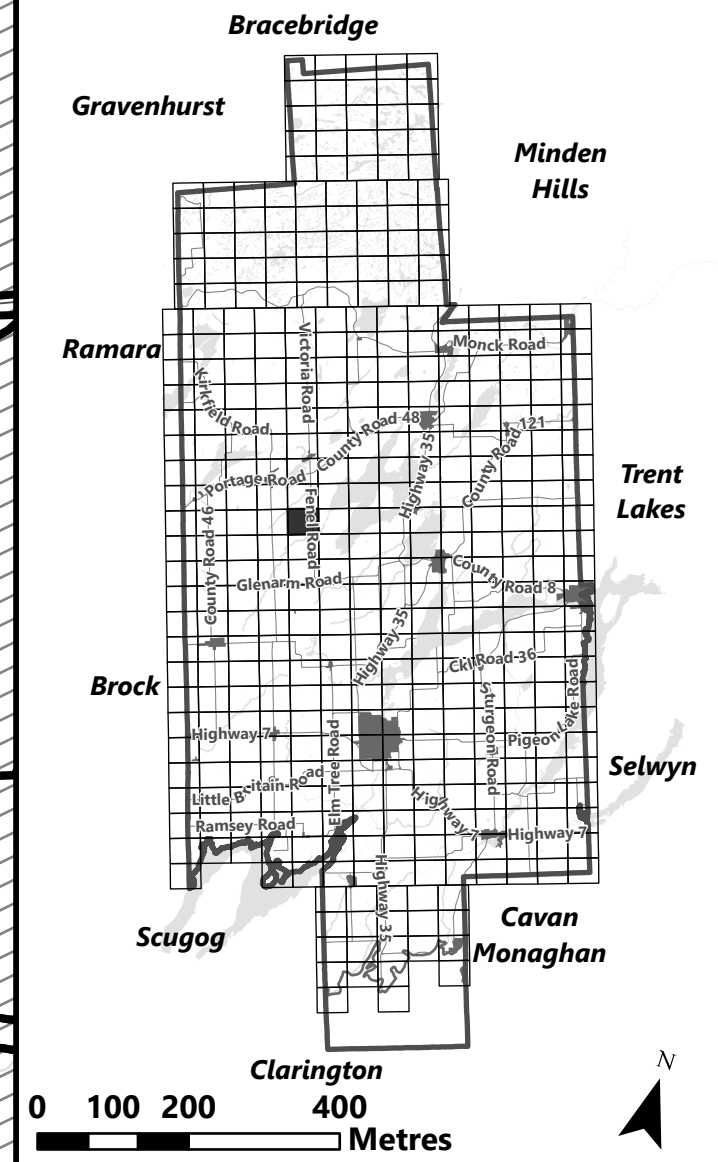 Bracebridge
Gravenhurst
Minden
Hills
Ramara
Monck Road
Victoria Road
Kirkfield Road
County Road 48
County Road 121
Highway 35
Portage Road
Trent
Lakes
Fenell Road
County Road 46
Glenarm Road
County Road 8
Highway 35
CKL Road 36
Brock
Sturgeon Road
Pigeon Lake Road
Highway 7
Elm Tree Road
Selwyn
Little Britain Road
Highway 7
Ramsey Road
Highway 7
Highway 35
Scugog
Cavan
Monaghan
Clarington
N
0 100 200 400
Metres